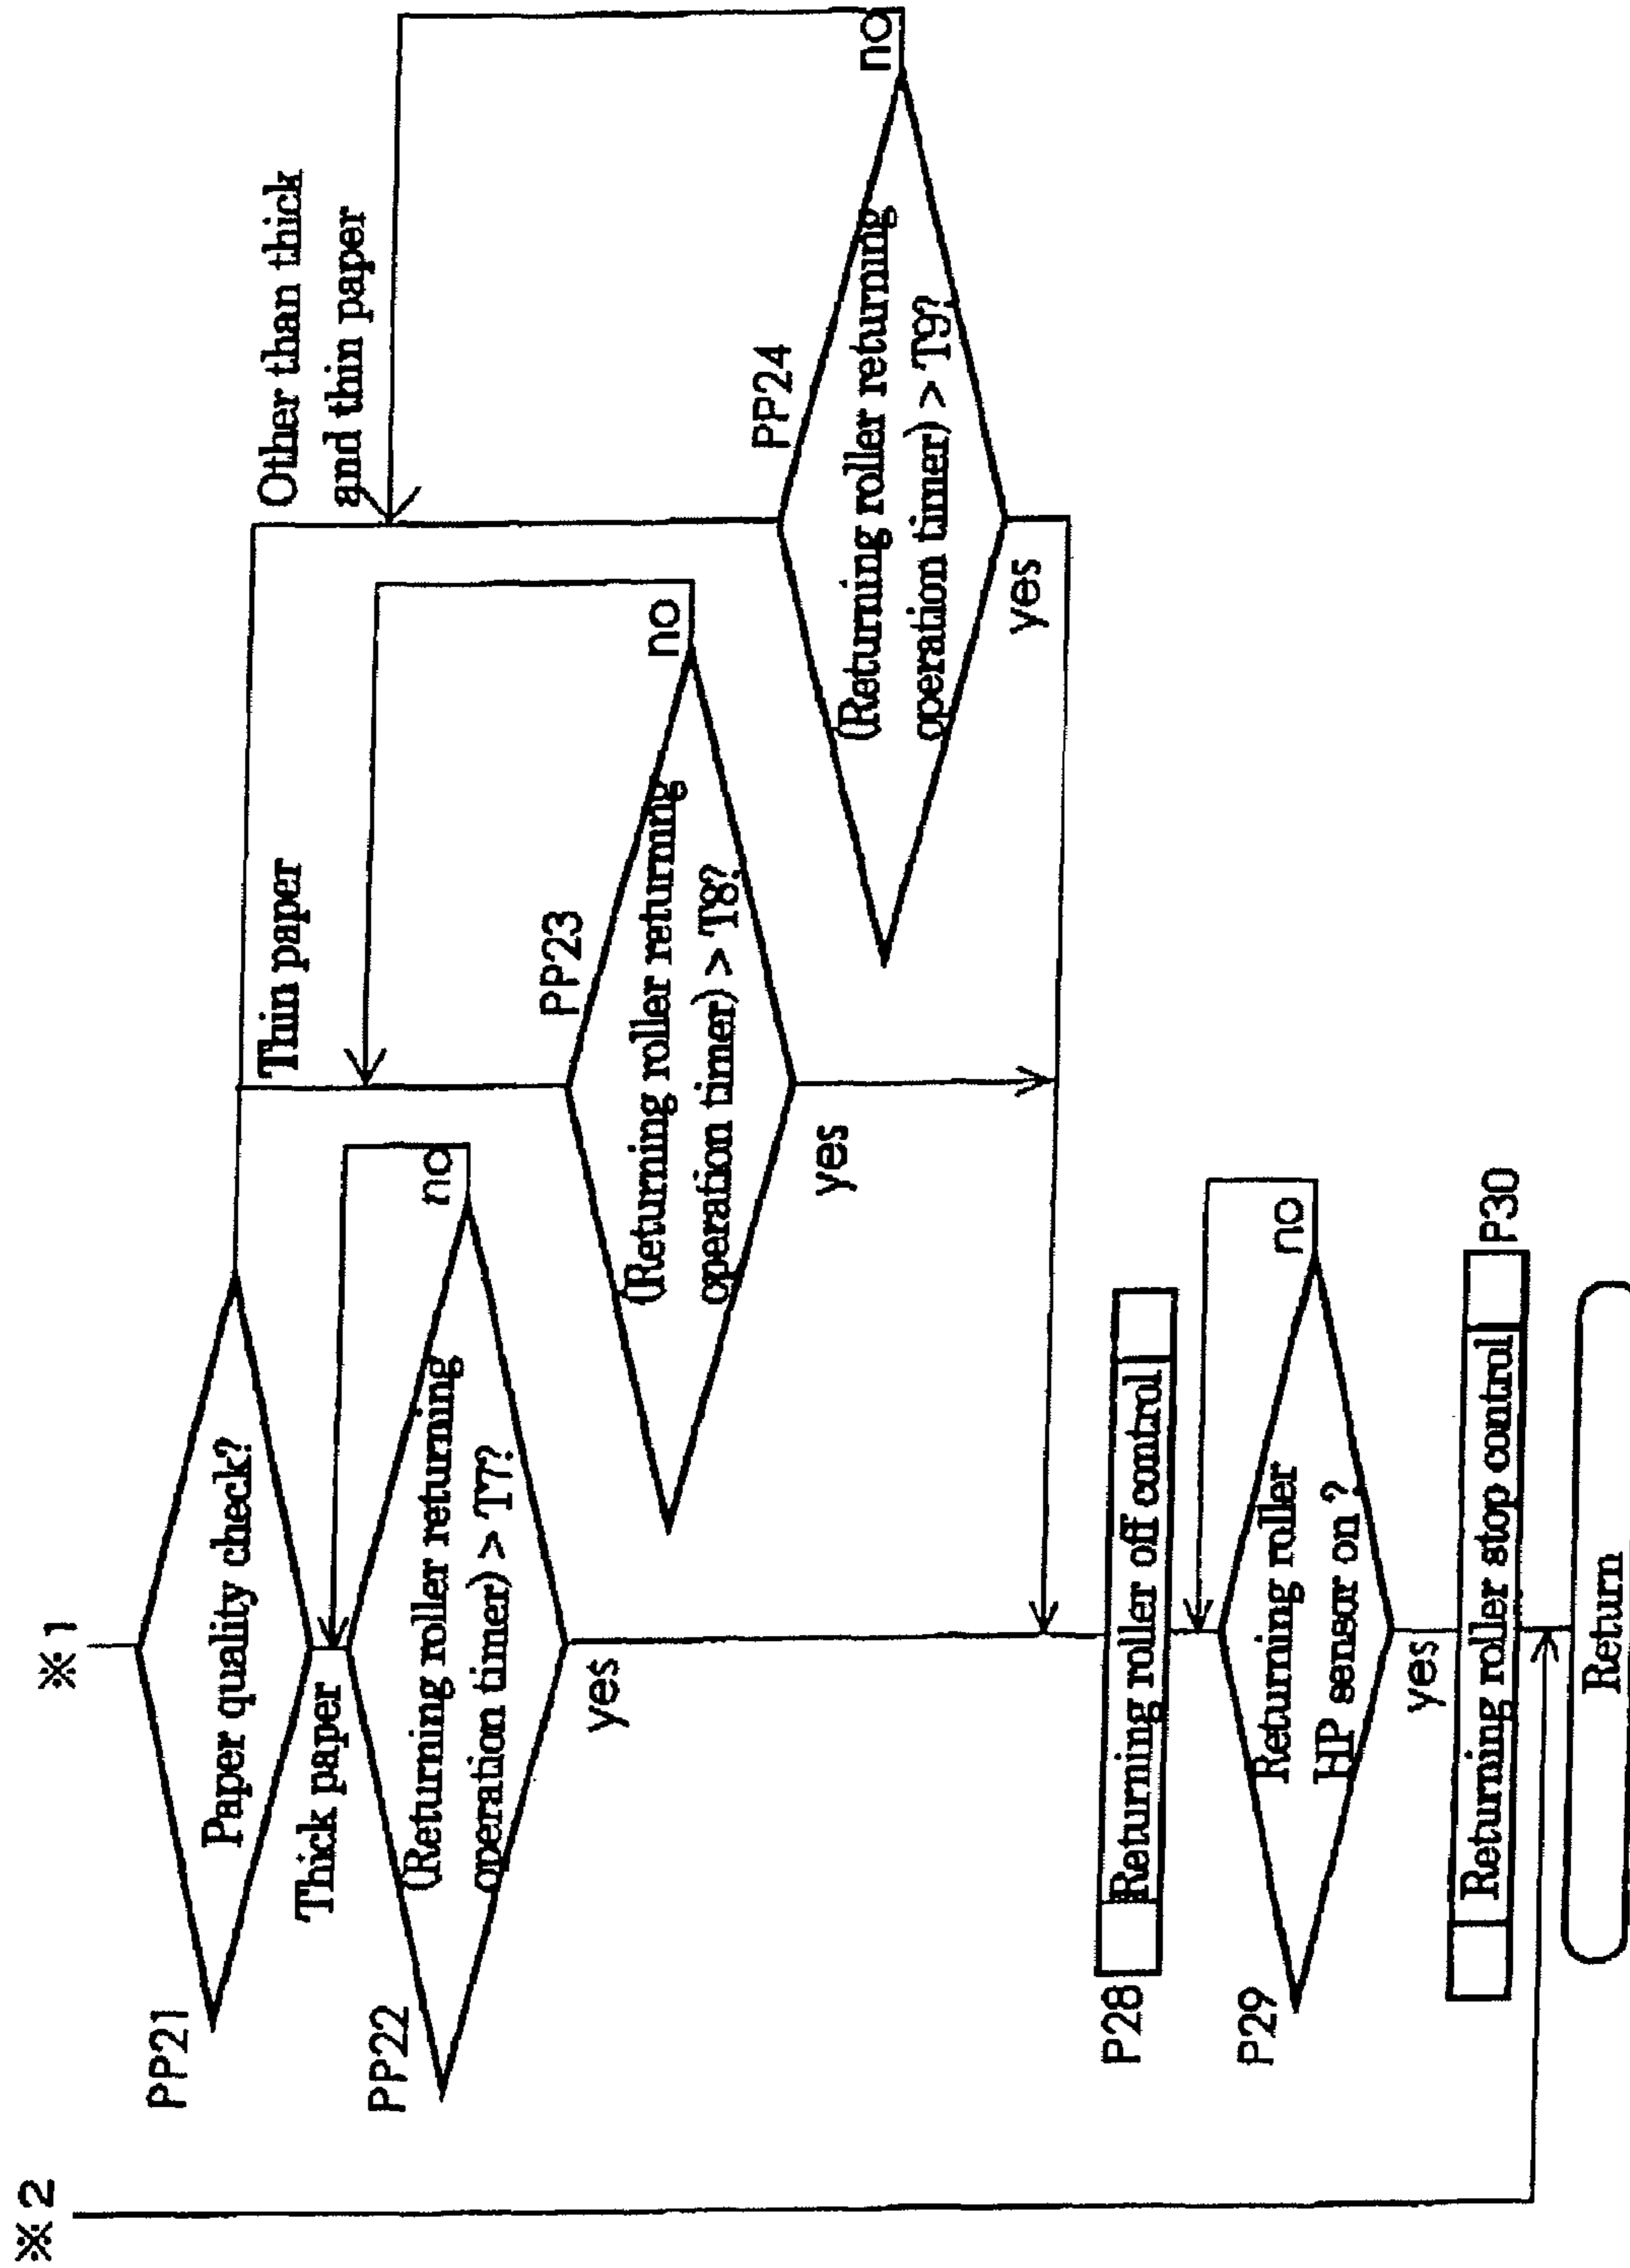 ※1
※2
PP21
Paper quality check?
Thick paper
Thin paper
Other than thick
and thin paper
PP22
(Returning roller returning
operation timer) > T7?
no
yes
PP23
(Returning roller returning
operation timer) > T8?
no
yes
PP24
(Returning roller returning
operation timer) > T9?
no
yes
P28
Returning roller off control
P29
Returning roller
HP sensor on ?
no
yes
Returning roller stop control
P30
Return